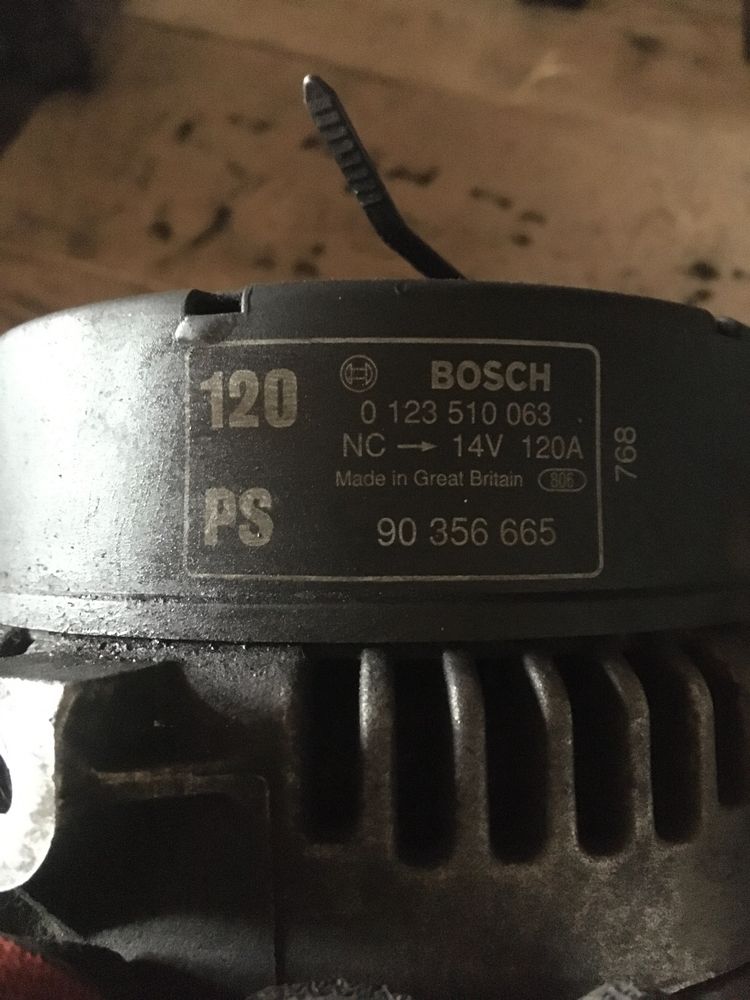 120
BOSCH
0 123 510 063
NC → 14V 120A
Made in Great Britain 806
PS
90 356 665
768